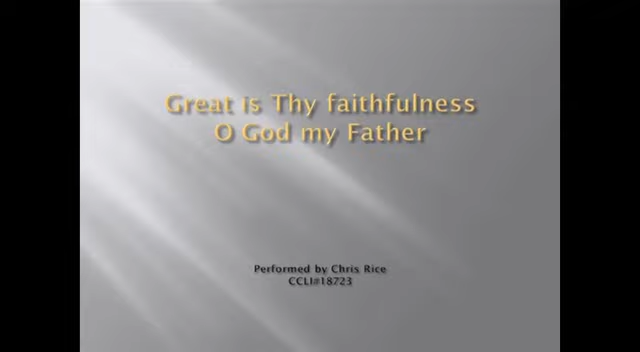 Great is Thy faithfulness
O God my Father
Performed by Chris Rice
CCLI#18723